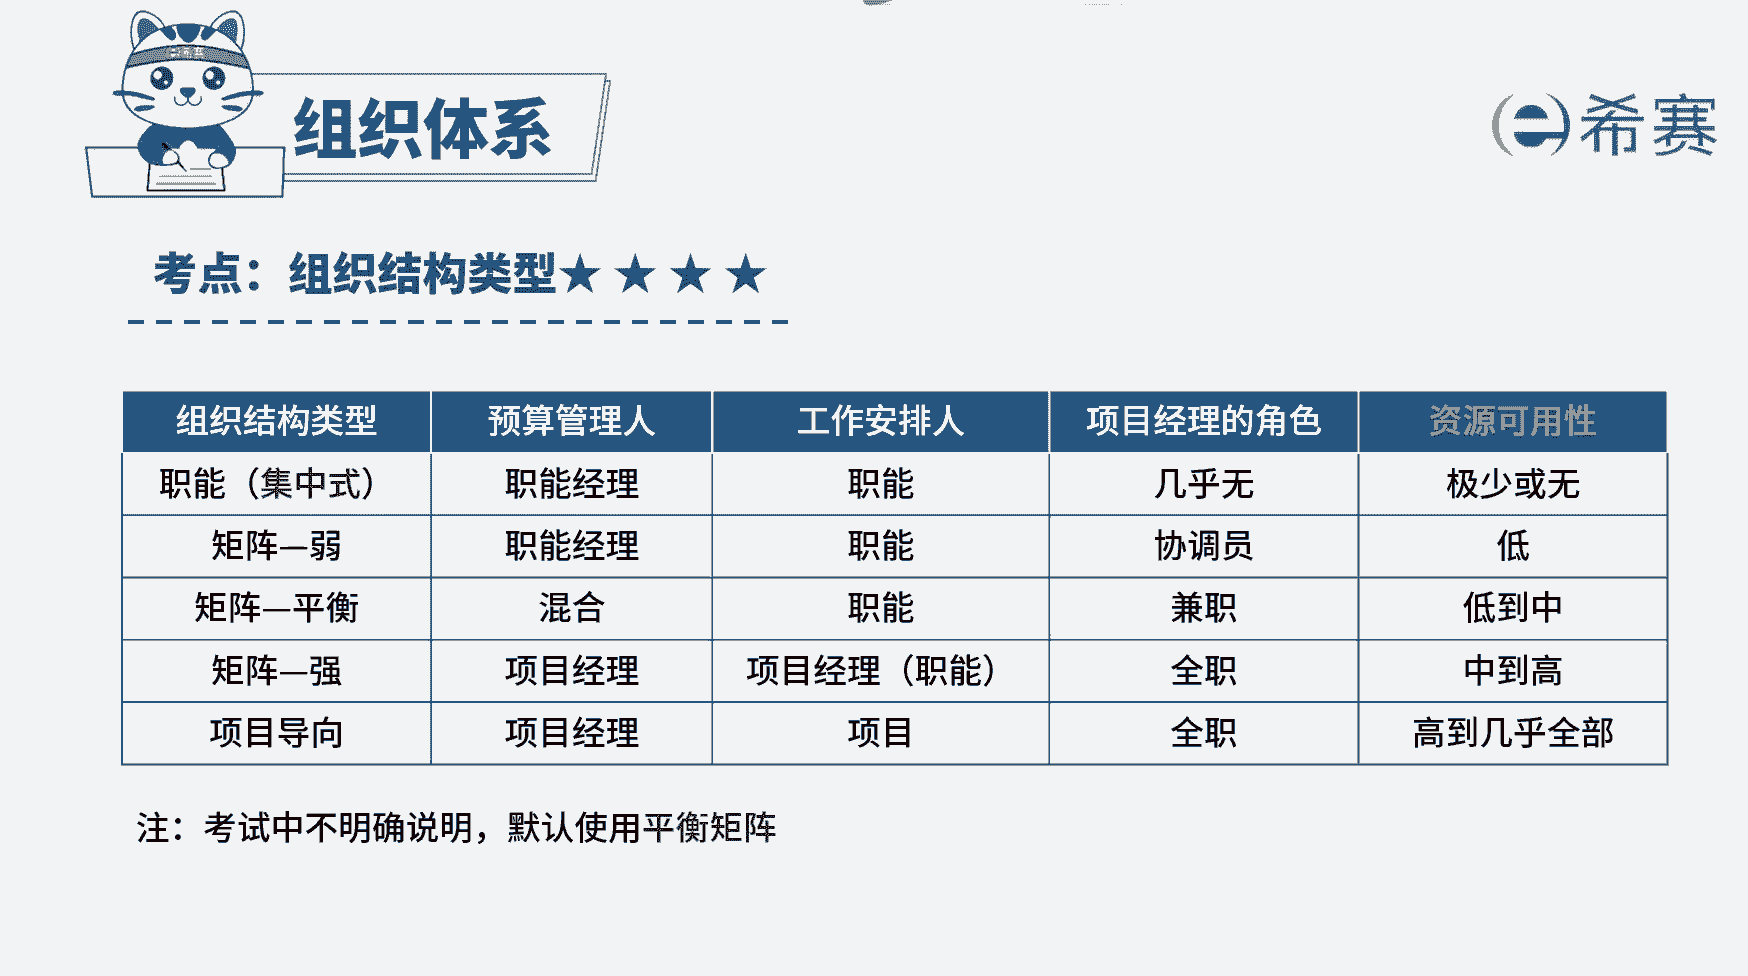 组织体系
希赛
考点：组织结构类型★ ★ ★ ★
组织结构类型 预算管理人 工作安排人 项目经理的角色 资源可用性
职能（集中式） 职能经理 职能 几乎无 极少或无
矩阵—弱 职能经理 职能 协调员 低
矩阵—平衡 混合 职能 兼职 低到中
矩阵—强 项目经理 项目经理（职能） 全职 中到高
项目导向 项目经理 项目 全职 高到几乎全部
注：考试中不明确说明，默认使用平衡矩阵